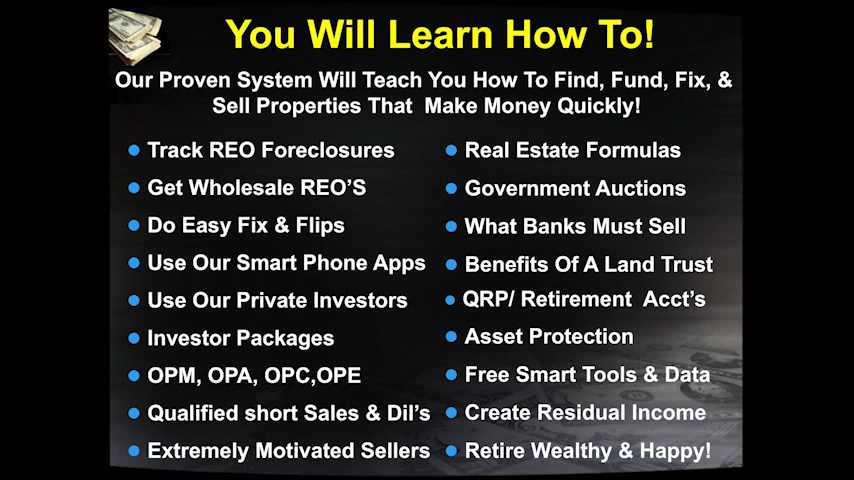 You Will Learn How To!
Our Proven System Will Teach You How To Find, Fund, Fix, &
Sell Properties That Make Money Quickly!
Track REO Foreclosures
Get Wholesale REO'S
Do Easy Fix & Flips
Use Our Smart Phone Apps
Use Our Private Investors
Investor Packages
OPM, OPA, OPC,OPE
Qualified short Sales & Dil's
Extremely Motivated Sellers
Real Estate Formulas
Government Auctions
What Banks Must Sell
Benefits Of A Land Trust
QRP/ Retirement Acct's
Asset Protection
Free Smart Tools & Data
Create Residual Income
Retire Wealthy & Happy!